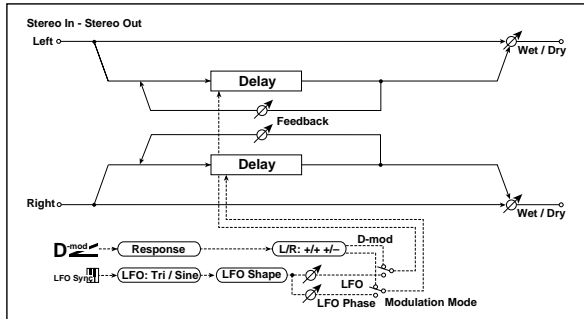 Stereo In - Stereo Out
Left
Wet / Dry
Delay
Feedback
Delay
Right
Wet / Dry
D-mod
Response
L/R: +/+ +/–
D-mod
LFO Sync
LFO: Tri / Sine
LFO Shape
LFO
LFO Phase
Modulation Mode